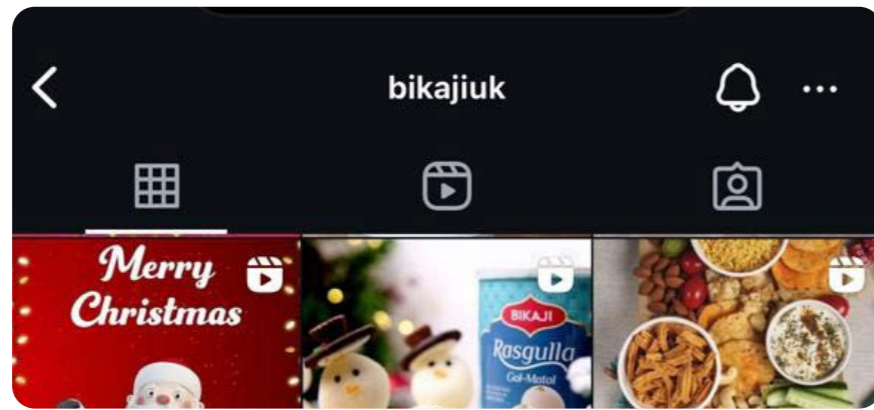 bikajiuk
Merry
Christmas
BIKAJI
Rasgulla
Gol-Matol